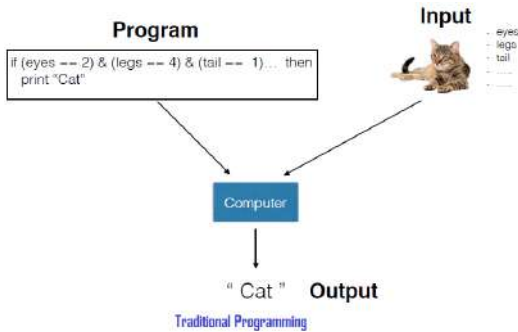 Program
if (eyes == 2) & (legs == 4) & (tail == 1)... then
print "Cat"
Input
- eyes
- legs
- tail
- .....
- .....
Computer
" Cat " Output
Traditional Programming